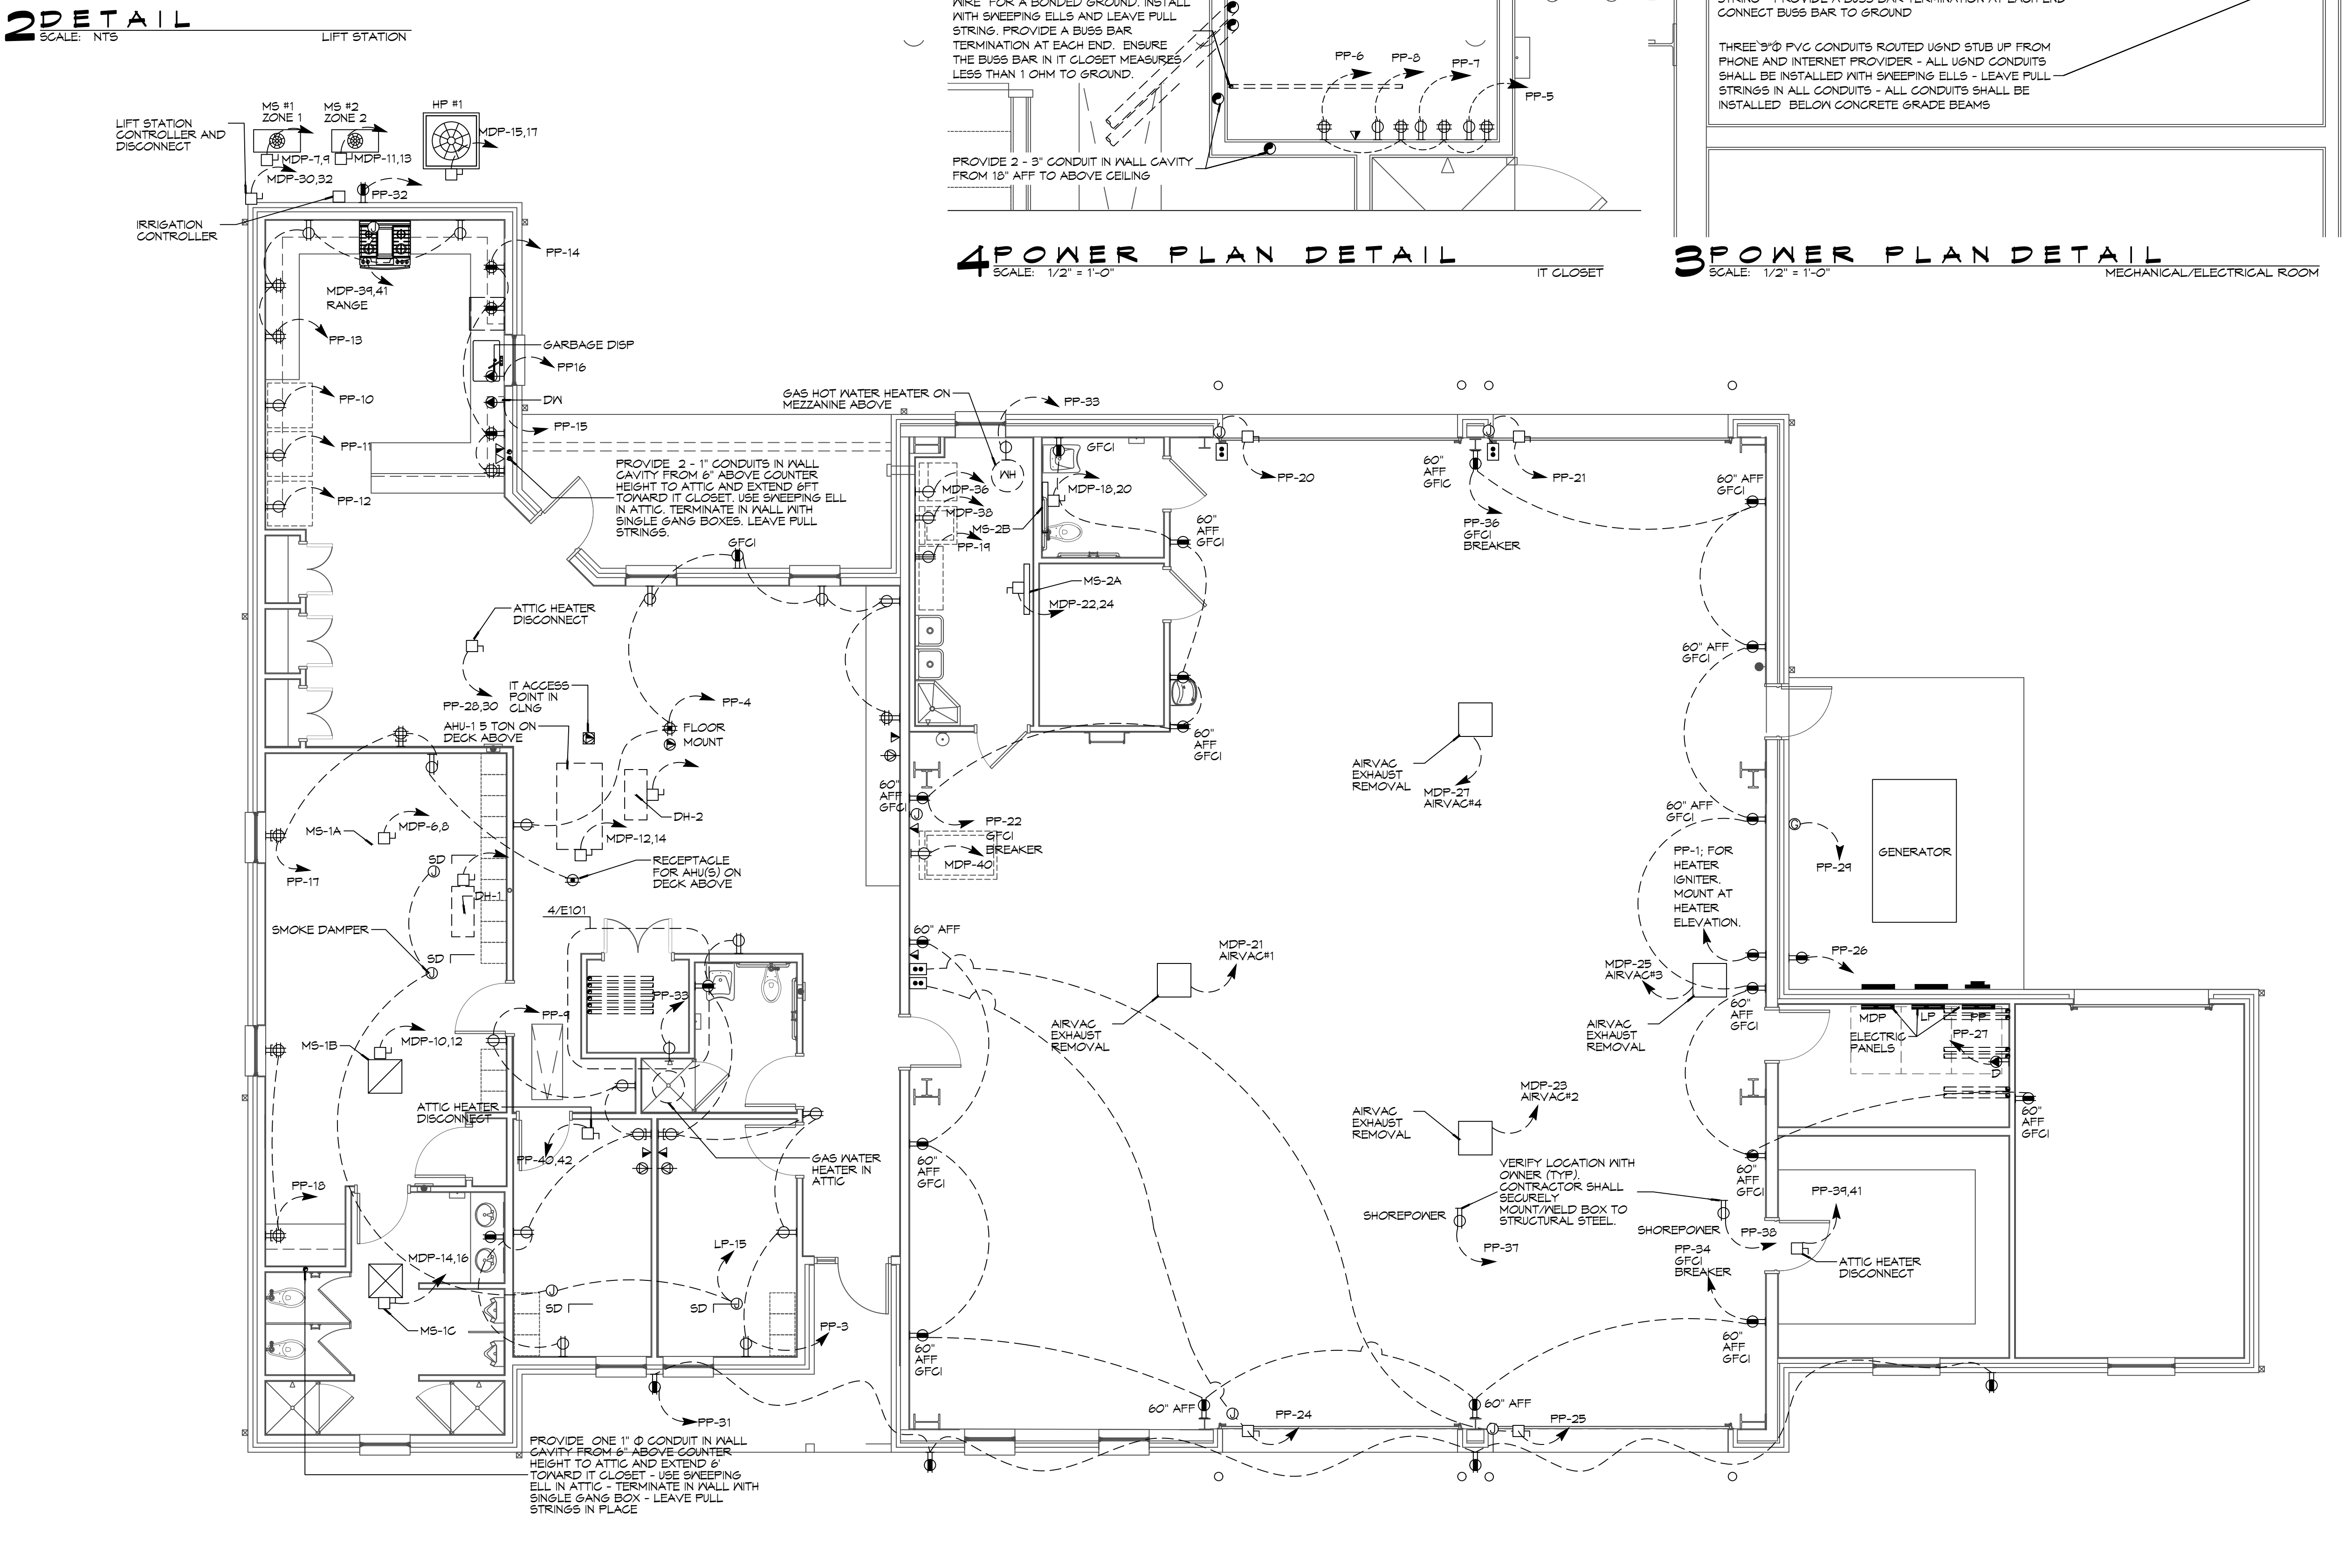 2 DETAIL
SCALE: NTS
LIFT STATION
WIRE FOR A BONDED GROUND. INSTALL
WITH SWEEPING ELLS AND LEAVE PULL
STRING. PROVIDE A BUSS BAR
TERMINATION AT EACH END. ENSURE
THE BUSS BAR IN IT CLOSET MEASURES
LESS THAN 1 OHM TO GROUND.
PP-6
PP-8
PP-7
PP-5
PROVIDE 2 - 3" CONDUIT IN WALL CAVITY
FROM 18" AFF TO ABOVE CEILING
4 POWER PLAN DETAIL
SCALE: 1/2" = 1'-0"
IT CLOSET
STRING - PROVIDE A BUSS BAR TERMINATION AT EACH END
CONNECT BUSS BAR TO GROUND
THREE 3"Φ PVC CONDUITS ROUTED UGND STUB UP FROM
PHONE AND INTERNET PROVIDER - ALL UGND CONDUITS
SHALL BE INSTALLED WITH SWEEPING ELLS - LEAVE PULL
STRINGS IN ALL CONDUITS - ALL CONDUITS SHALL BE
INSTALLED BELOW CONCRETE GRADE BEAMS
3 POWER PLAN DETAIL
SCALE: 1/2" = 1'-0"
MECHANICAL/ELECTRICAL ROOM
MS #1
ZONE 1
MS #2
ZONE 2
HP #1
LIFT STATION
CONTROLLER AND
DISCONNECT
MDP-15,17
MDP-7,9
MDP-11,13
MDP-30,32
PP-32
IRRIGATION
CONTROLLER
PP-14
MDP-39,41
RANGE
PP-13
GARBAGE DISP
PP16
PP-10
DW
PP-15
PP-11
PP-12
PROVIDE 2 - 1" CONDUITS IN WALL
CAVITY FROM 6" ABOVE COUNTER
HEIGHT TO ATTIC AND EXTEND 6FT
TOWARD IT CLOSET. USE SWEEPING ELL
IN ATTIC. TERMINATE IN WALL WITH
SINGLE GANG BOXES. LEAVE PULL
STRINGS.
GFCI
GAS HOT WATER HEATER ON
MEZZANINE ABOVE
PP-33
GFCI
WH
MDP-36
MDP-18,20
MDP-38
MS-2B
PP-19
60"
AFF
GFCI
MS-2A
MDP-22,24
PP-20
60"
AFF
GFIC
PP-21
PP-36
GFCI
BREAKER
60" AFF
GFCI
ATTIC HEATER
DISCONNECT
PP-28,30
IT ACCESS
POINT IN
CLNG
PP-4
AHU-1 5 TON ON
DECK ABOVE
FLOOR
MOUNT
60" AFF
GFCI
60"
AFF
GFCI
60"
AFF
GFCI
DH-2
MDP-12,14
PP-22
GFCI
BREAKER
MDP-40
AIRVAC
EXHAUST
REMOVAL
MDP-27
AIRVAC#4
60" AFF
GFCI
PP-1; FOR
HEATER
IGNITER.
MOUNT AT
HEATER
ELEVATION.
PP-29
GENERATOR
MS-1A
MDP-6,8
SD
PP-17
DH-1
RECEPTACLE
FOR AHU(S) ON
DECK ABOVE
4/E101
SMOKE DAMPER
SD
60" AFF
MDP-21
AIRVAC#1
AIRVAC
EXHAUST
REMOVAL
MDP-25
AIRVAC#3
PP-26
60"
AFF
GFCI
AIRVAC
EXHAUST
REMOVAL
MDP
LP
PP
ELECTRIC
PANELS
PP-27
D
PP-33
PP-9
MS-1B
MDP-10,12
ATTIC HEATER
DISCONNECT
PP-40,42
GAS WATER
HEATER IN
ATTIC
60"
AFF
GFCI
AIRVAC
EXHAUST
REMOVAL
MDP-23
AIRVAC#2
60"
AFF
GFCI
60"
AFF
GFCI
VERIFY LOCATION WITH
OWNER (TYP).
CONTRACTOR SHALL
SECURELY
MOUNT/WELD BOX TO
STRUCTURAL STEEL.
SHOREPOWER
SHOREPOWER
PP-37
PP-38
PP-39,41
PP-34
GFCI
BREAKER
ATTIC HEATER
DISCONNECT
PP-18
MDP-14,16
LP-15
SD
SD
MS-1C
PP-3
60"
AFF
GFCI
60"
AFF
GFCI
PP-31
60" AFF
PP-24
60" AFF
PP-25
PROVIDE ONE 1" Φ CONDUIT IN WALL
CAVITY FROM 6" ABOVE COUNTER
HEIGHT TO ATTIC AND EXTEND 6'
TOWARD IT CLOSET - USE SWEEPING
ELL IN ATTIC - TERMINATE IN WALL WITH
SINGLE GANG BOX - LEAVE PULL
STRINGS IN PLACE